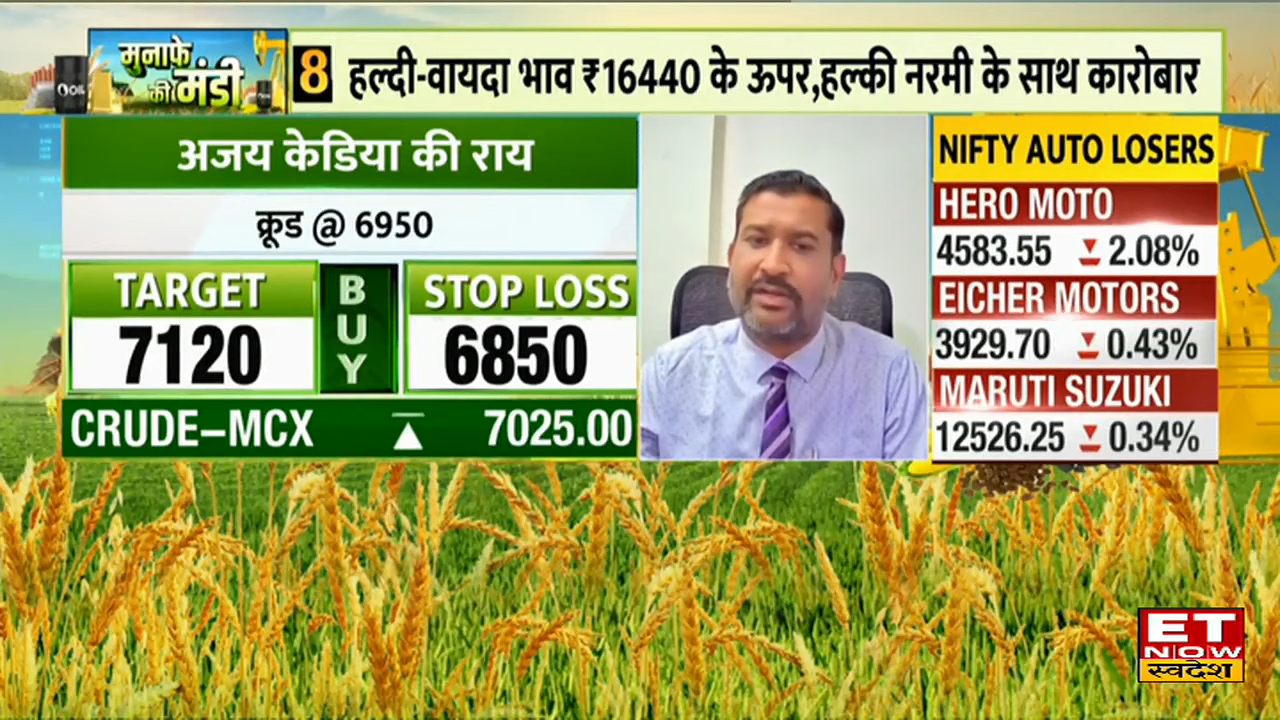 मुनाफे
की मंडी
OIL
8 हल्दी-वायदा भाव ₹16440 के ऊपर,हल्की नरमी के साथ कारोबार
अजय केडिया की राय
क्रूड @ 6950
TARGET
7120
BUY
STOP LOSS
6850
CRUDE-MCX 7025.00
NIFTY AUTO LOSERS
HERO MOTO
4583.55 2.08%
EICHER MOTORS
3929.70 0.43%
MARUTI SUZUKI
12526.25 0.34%
ET
NOW
स्वदेश